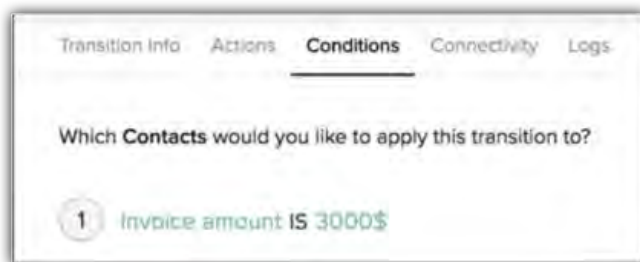 Transition Info Actions Conditions Connectivity Logs
Which Contacts would you like to apply this transition to?
1 Invoice amount IS 3000$